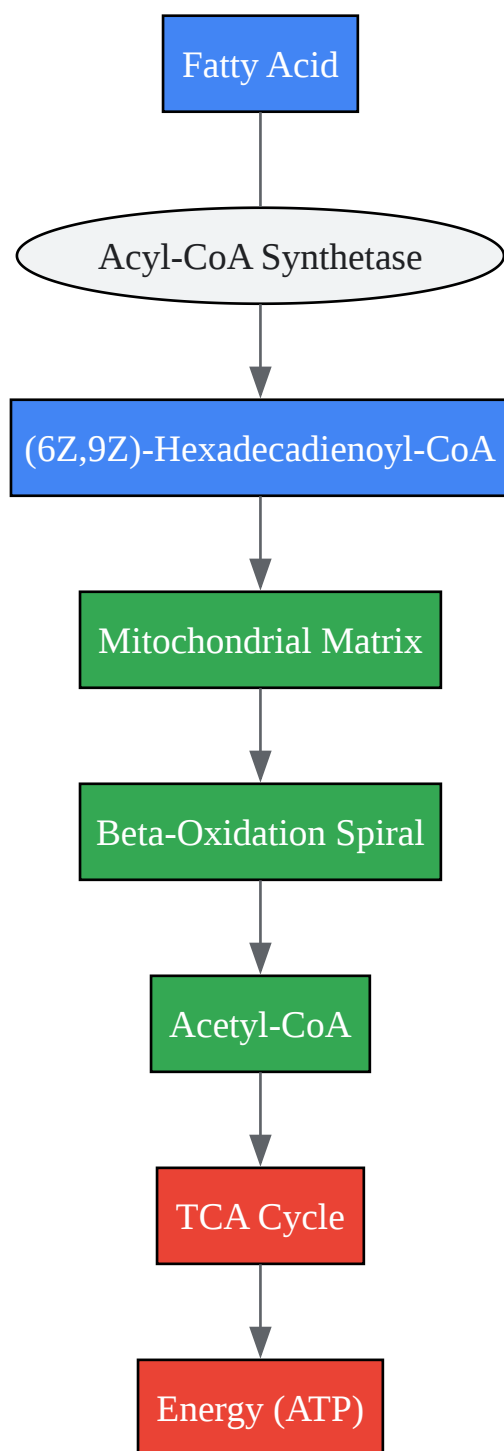 Fatty Acid
Acyl-CoA Synthetase
(6Z,9Z)-Hexadecadienoyl-CoA
Mitochondrial Matrix
Beta-Oxidation Spiral
Acetyl-CoA
TCA Cycle
Energy (ATP)